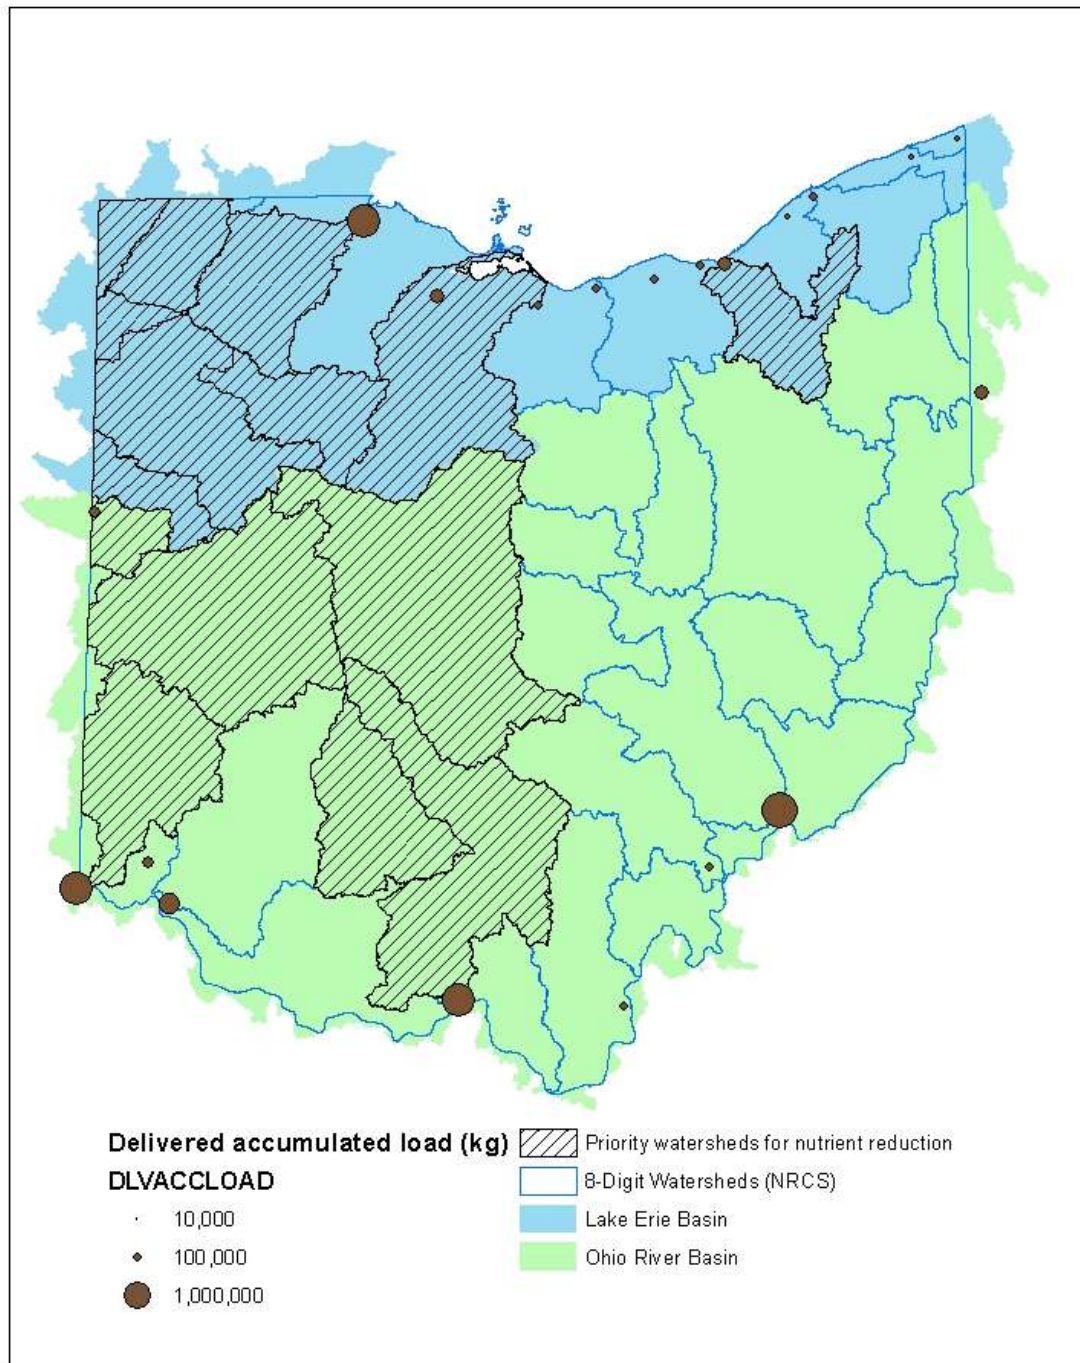 Delivered accumulated load (kg)
DLVACCLOAD
10,000
100,000
1,000,000
Priority watersheds for nutrient reduction
8-Digit Watersheds (NRCS)
Lake Erie Basin
Ohio River Basin